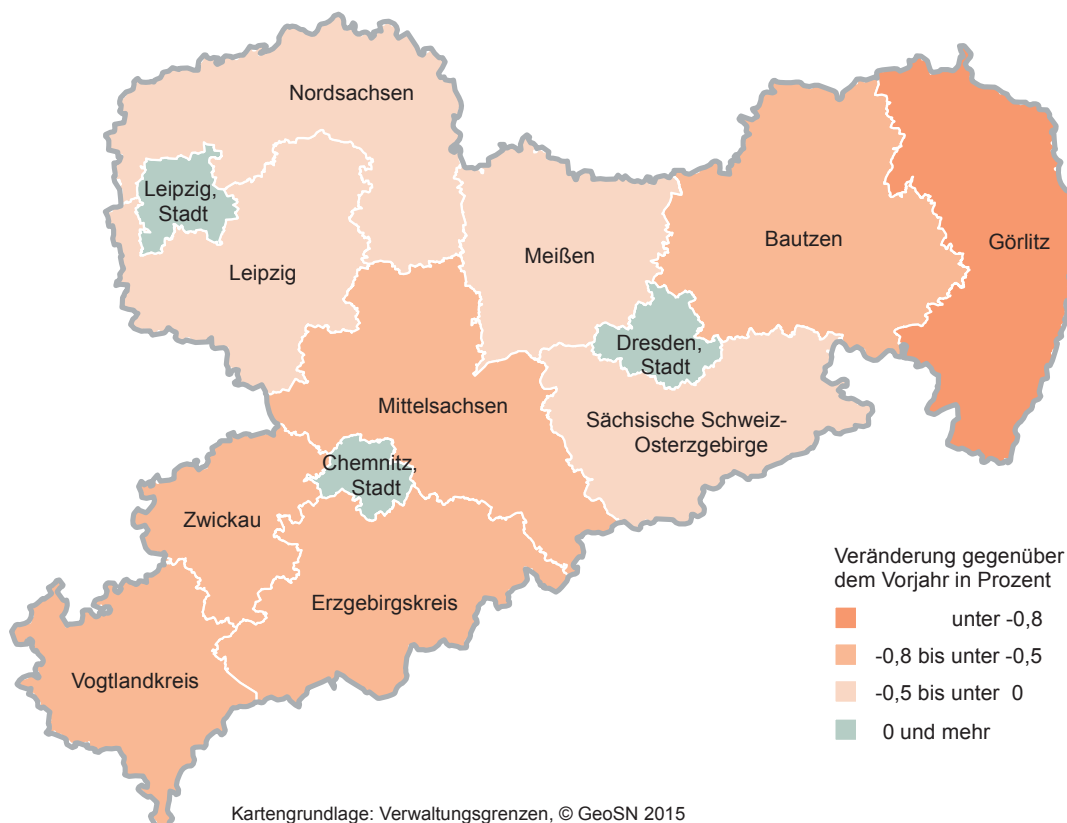 Nordsachsen
Leipzig,
Stadt
Leipzig
Meißen
Bautzen
Görlitz
Dresden,
Stadt
Mittelsachsen
Sächsische Schweiz-
Osterzgebirge
Chemnitz,
Stadt
Zwickau
Erzgebirgskreis
Vogtlandkreis
Veränderung gegenüber
dem Vorjahr in Prozent
unter -0,8
-0,8 bis unter -0,5
-0,5 bis unter 0
0 und mehr
Kartengrundlage: Verwaltungsgrenzen, © GeoSN 2015